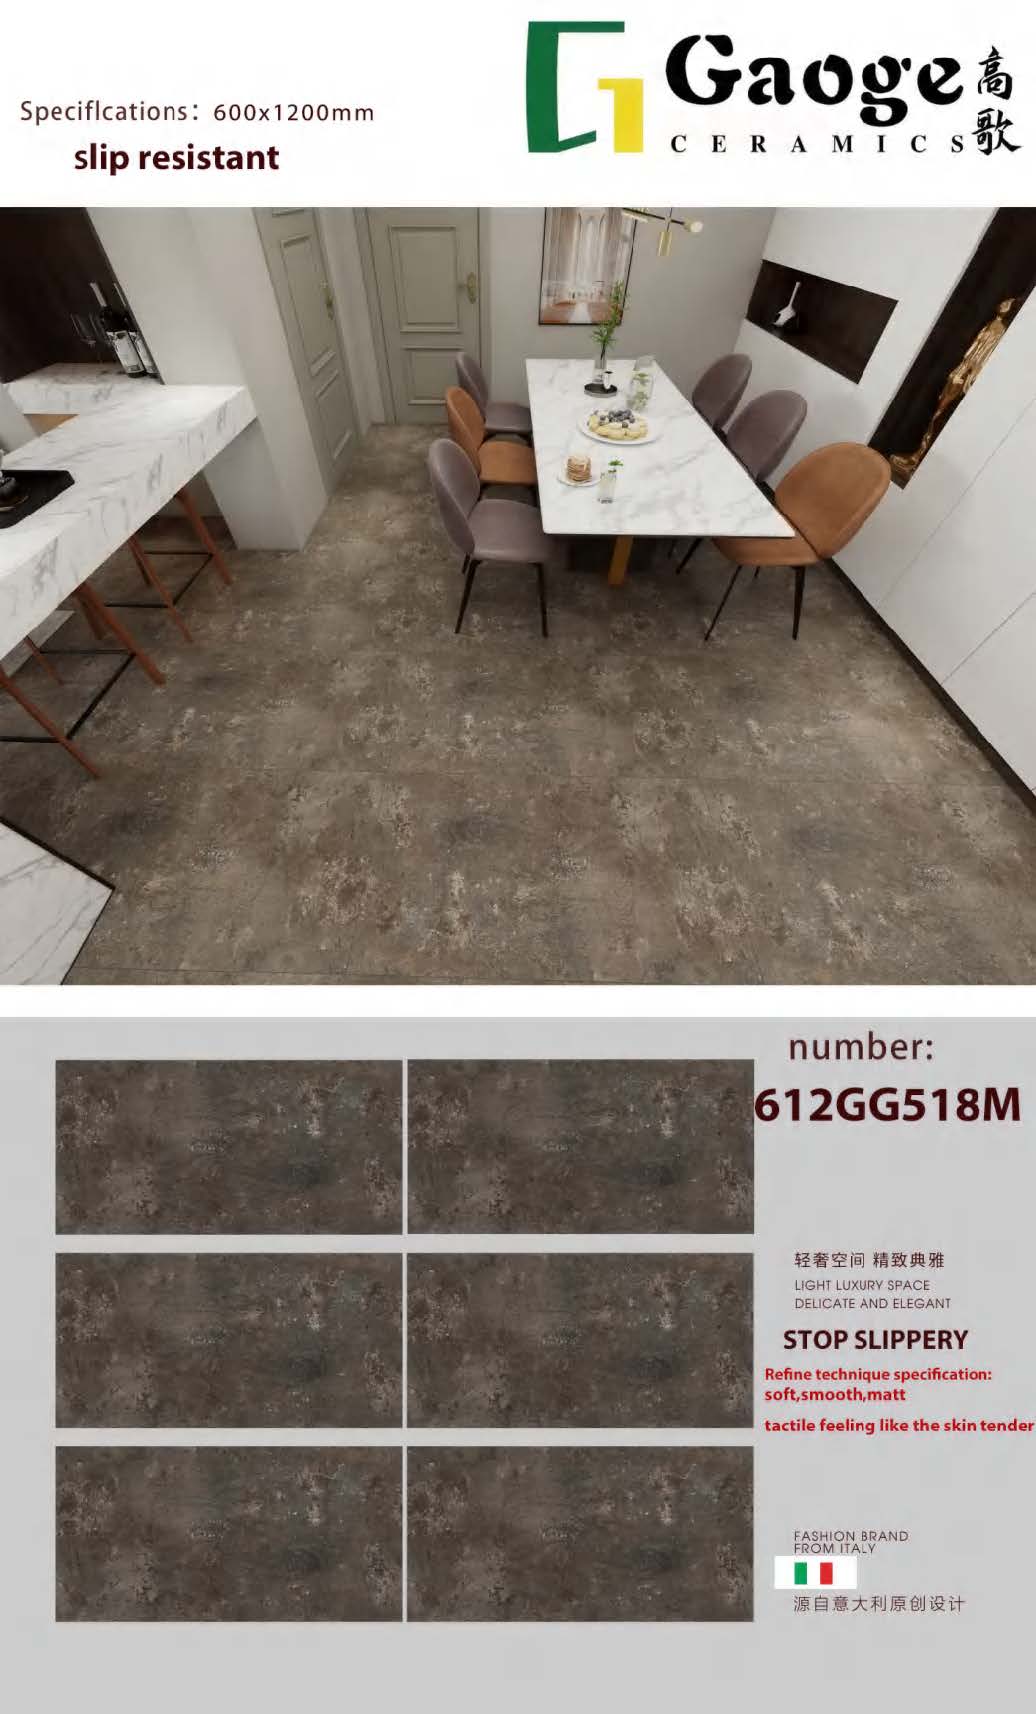 Speciflcations：600x1200mm
slip resistant
Gaoge
CERAMICS
高歌
number:
612GG518M
轻奢空间 精致典雅
LIGHT LUXURY SPACE
DELICATE AND ELEGANT
STOP SLIPPERY
Refine technique specification:
soft,smooth,matt
tactile feeling like the skin tender
FASHION BRAND
FROM ITALY
源自意大利原创设计